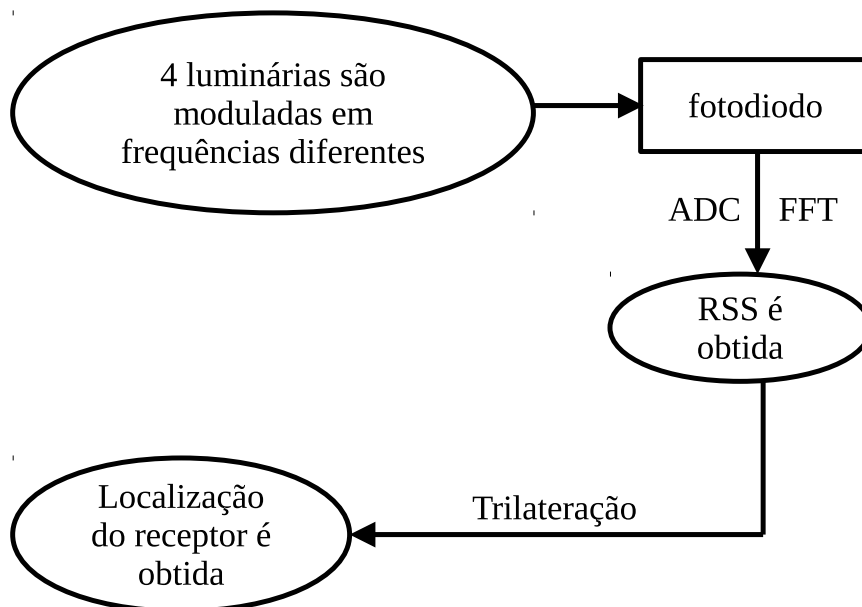 4 luminárias são
moduladas em
frequências diferentes
fotodiodo
ADC FFT
RSS é
obtida
Trilateração
Localização
do receptor é
obtida